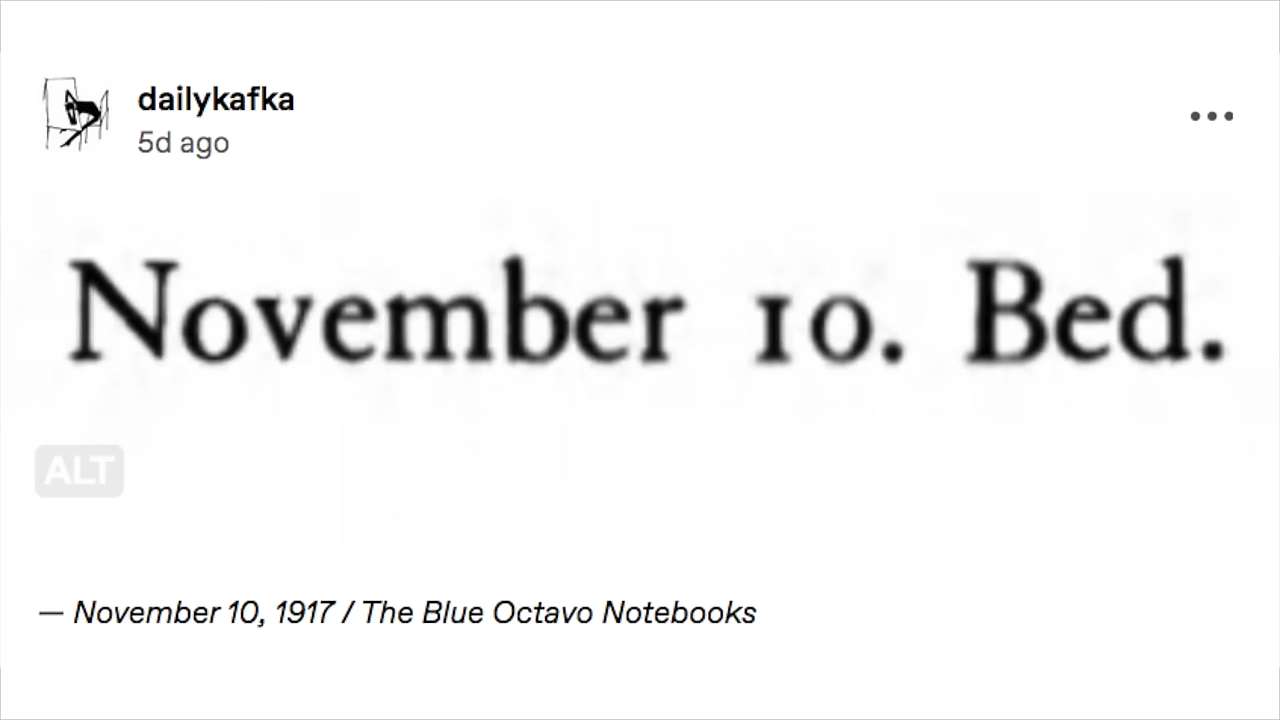 dailykafka
5d ago
November 10. Bed.
ALT
— November 10, 1917 / The Blue Octavo Notebooks